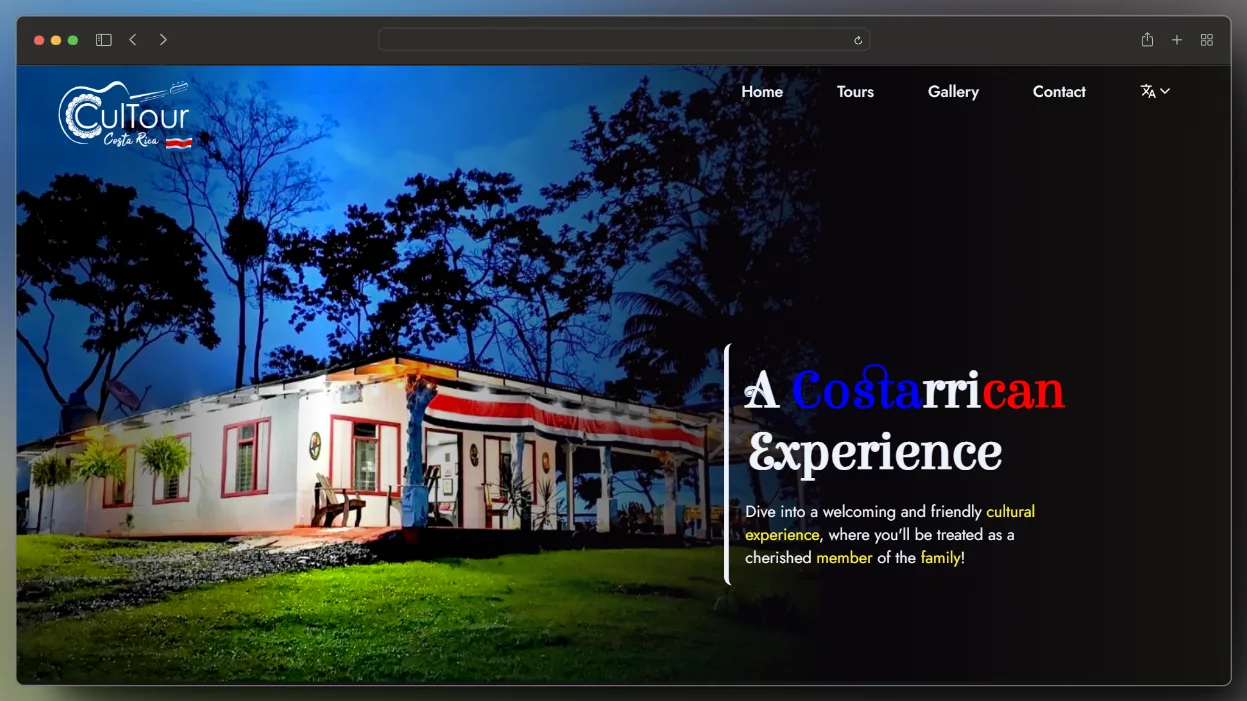 CulTour
Costa Rica
Home Tours Gallery Contact
A Costarrican
Experience
Dive into a welcoming and friendly cultural
experience, where you'll be treated as a
cherished member of the family!